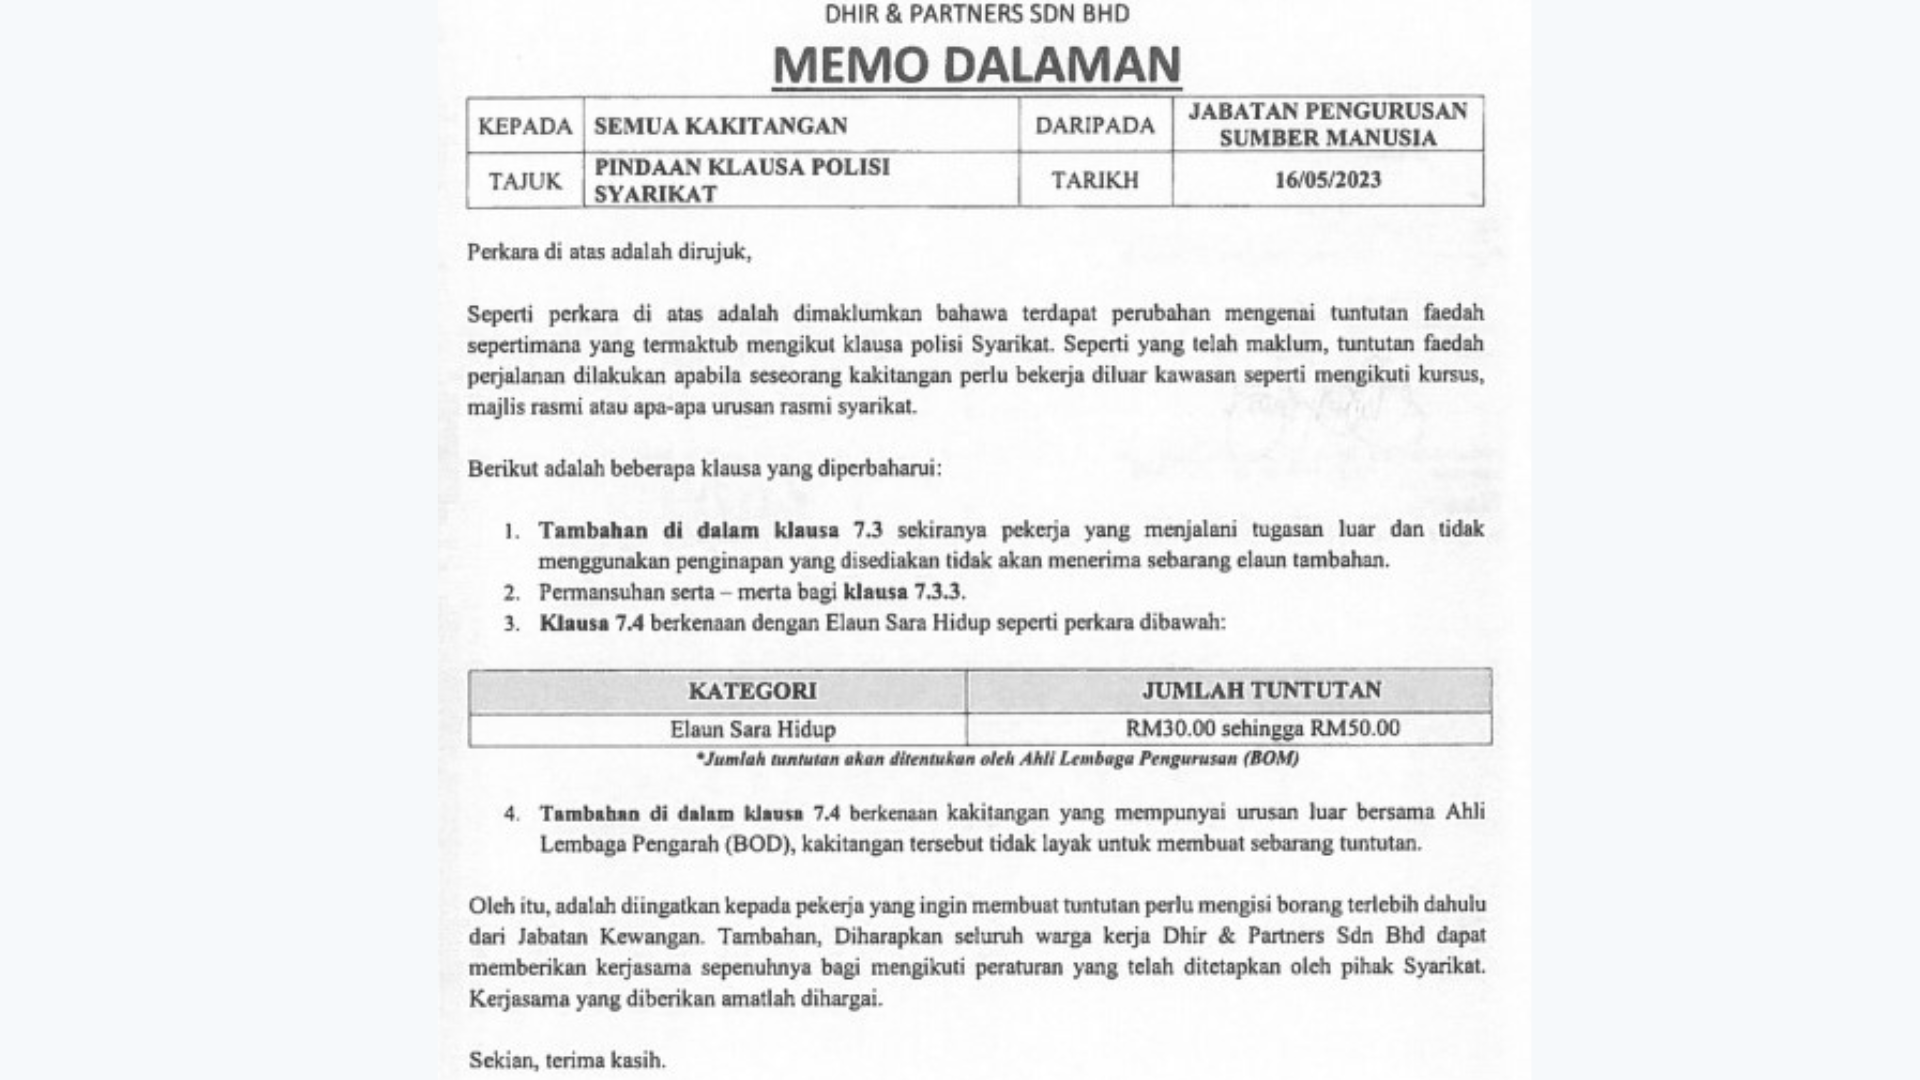 DHIR & PARTNERS SDN BHD
MEMO DALAMAN
KEPADA SEMUA KAKITANGAN DARIPADA JABATAN PENGURUSAN SUMBER MANUSIA
TAJUK PINDAAN KLAUSA POLISI SYARIKAT TARIKH 16/05/2023
Perkara di atas adalah dirujuk,
Seperti perkara di atas adalah dimaklumkan bahawa terdapat perubahan mengenai tuntutan faedah
sepertimana yang termaktub mengikut klausa polisi Syarikat. Seperti yang telah maklum, tuntutan faedah
perjalanan dilakukan apabila seseorang kakitangan perlu bekerja diluar kawasan seperti mengikuti kursus,
majlis rasmi atau apa-apa urusan rasmi syarikat.
Berikut adalah beberapa klausa yang diperbaharui:
1. Tambahan di dalam klausa 7.3 sekiranya pekerja yang menjalani tugasan luar dan tidak
menggunakan penginapan yang disediakan tidak akan menerima sebarang elaun tambahan.
2. Permansuhan serta – merta bagi klausa 7.3.3.
3. Klausa 7.4 berkenaan dengan Elaun Sara Hidup seperti perkara dibawah:
KATEGORI JUMLAH TUNTUTAN
Elaun Sara Hidup RM30.00 sehingga RM50.00
*Jumlah tuntutan akan ditentukan oleh Ahli Lembaga Pengurusan (BOM)
4. Tambahan di dalam klausa 7.4 berkenaan kakitangan yang mempunyai urusan luar bersama Ahli
Lembaga Pengarah (BOD), kakitangan tersebut tidak layak untuk membuat sebarang tuntutan.
Oleh itu, adalah diingatkan kepada pekerja yang ingin membuat tuntutan perlu mengisi borang terlebih dahulu
dari Jabatan Kewangan. Tambahan, Diharapkan seluruh warga kerja Dhir & Partners Sdn Bhd dapat
memberikan kerjasama sepenuhnya bagi mengikuti peraturan yang telah ditetapkan oleh pihak Syarikat.
Kerjasama yang diberikan amatlah dihargai.
Sekian, terima kasih.